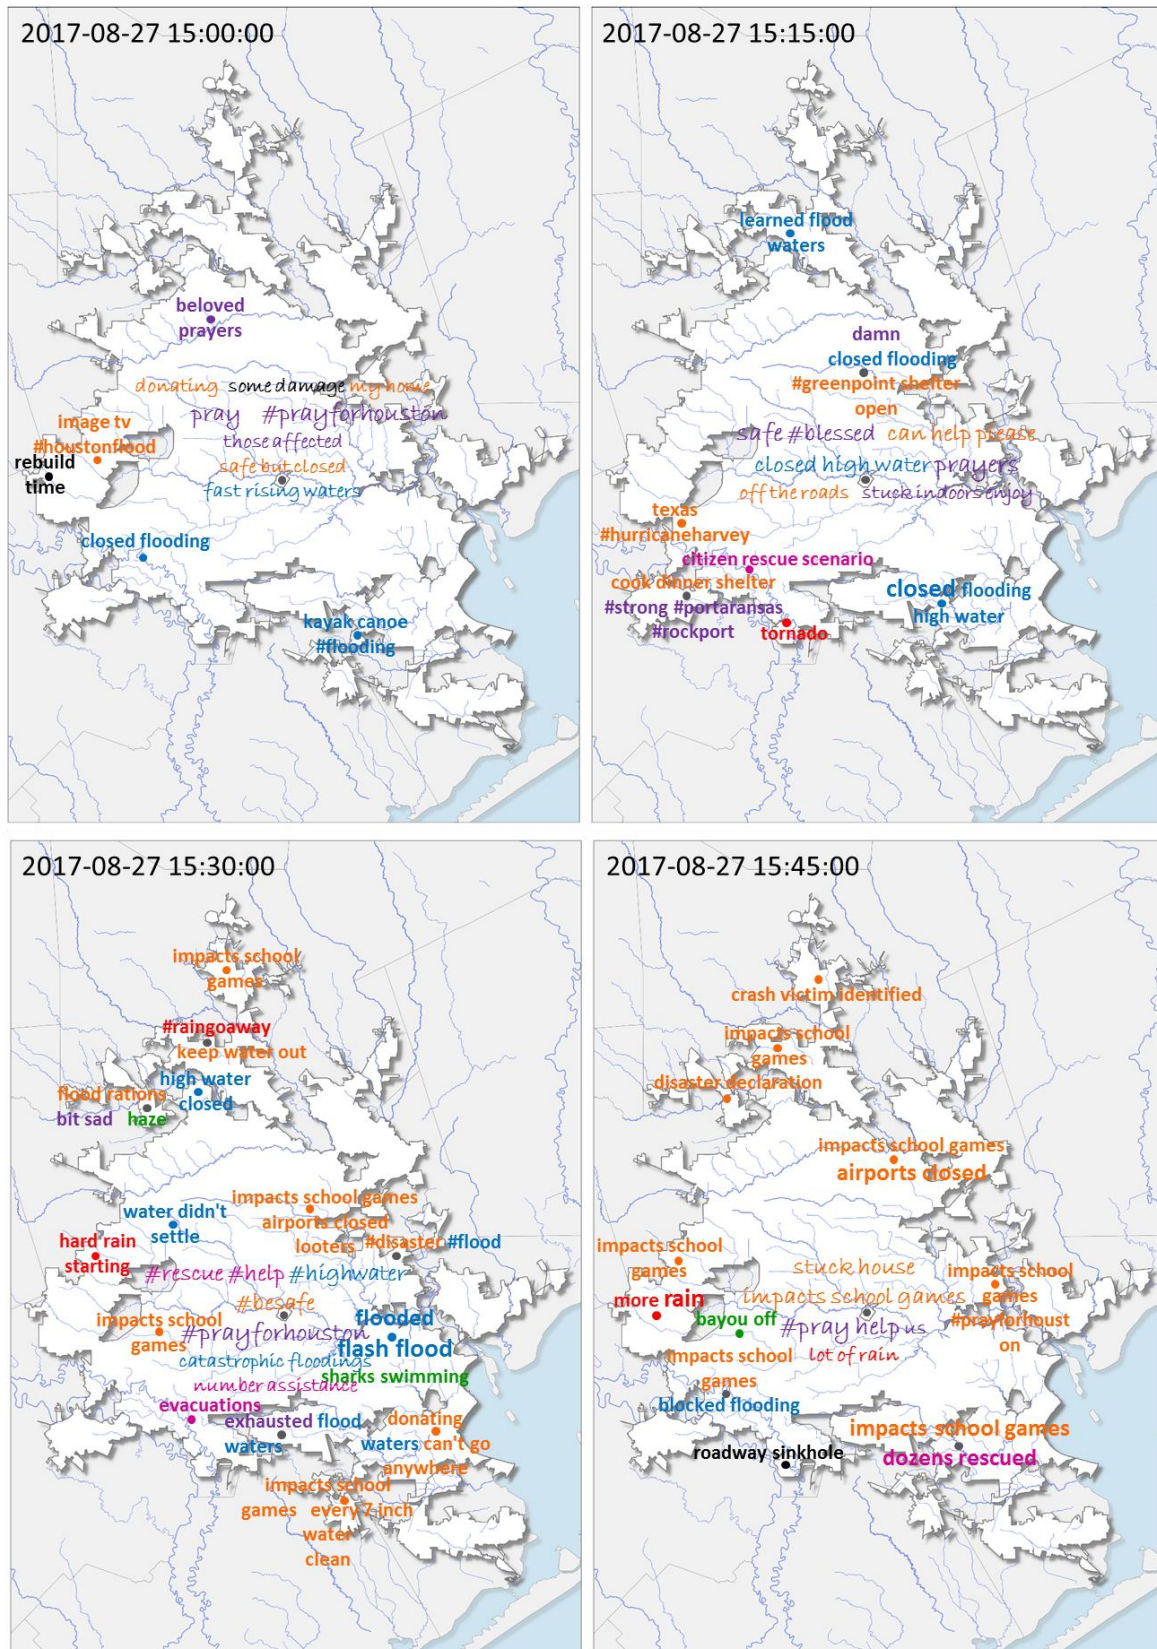 2017-08-27 15:00:00
beloved
prayers
donating some damage my home
pray #prayforhouston
those affected
image tv
#houstonflood
safe but closed
rebuild
time
fast rising waters
closed flooding
kayak canoe
#flooding
2017-08-27 15:15:00
learned flood
waters
damn
closed flooding
#greenpoint shelter
open
safe #blessed can help please
closed high water prayers
off the roads stuck indoors enjoy
texas
#hurricaneharvey
citizen rescue scenario
cook dinner shelter
#strong #portaransas
#rockport
tornado
closed flooding
high water
2017-08-27 15:30:00
impacts school
games
#raingoaway
keep water out
high water
closed
flood rations
bit sad haze
impacts school games
airports closed
looters
water didn't
settle
#disaster #flood
hard rain
starting
#rescue #help #highwater
#besafe
impacts school
games
#prayforhouston
flooded
flash flood
catastrophic floodings
sharks swimming
number assistance
evacuations
exhausted flood
waters
donating
waters can't go
anywhere
impacts school
games every 7 inch
water
clean
2017-08-27 15:45:00
crash victim identified
impacts school
games
disaster declaration
impacts school games
airports closed
impacts school
games
more rain
stuck house
impacts school games
impacts school
games
#prayforhoust
on
bayou off
#pray help us
lot of rain
impacts school
games
blocked flooding
roadway sinkhole
impacts school games
dozens rescued